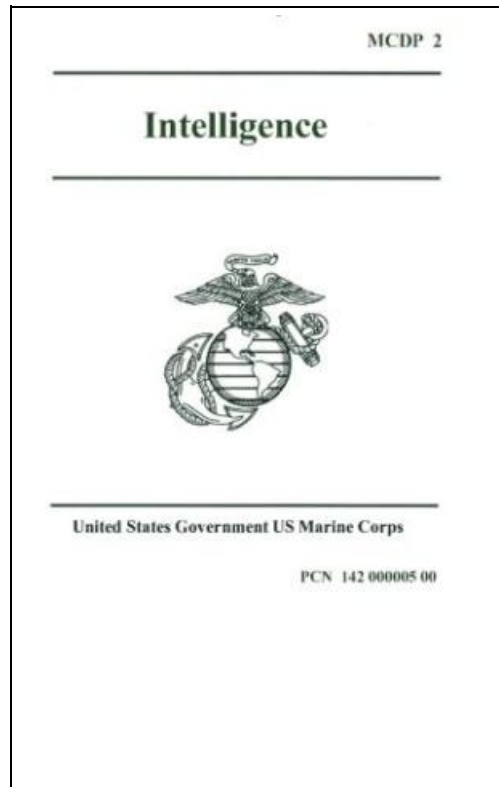 MCDP 2
Intelligence
United States Government US Marine Corps
PCN 142 000005 00